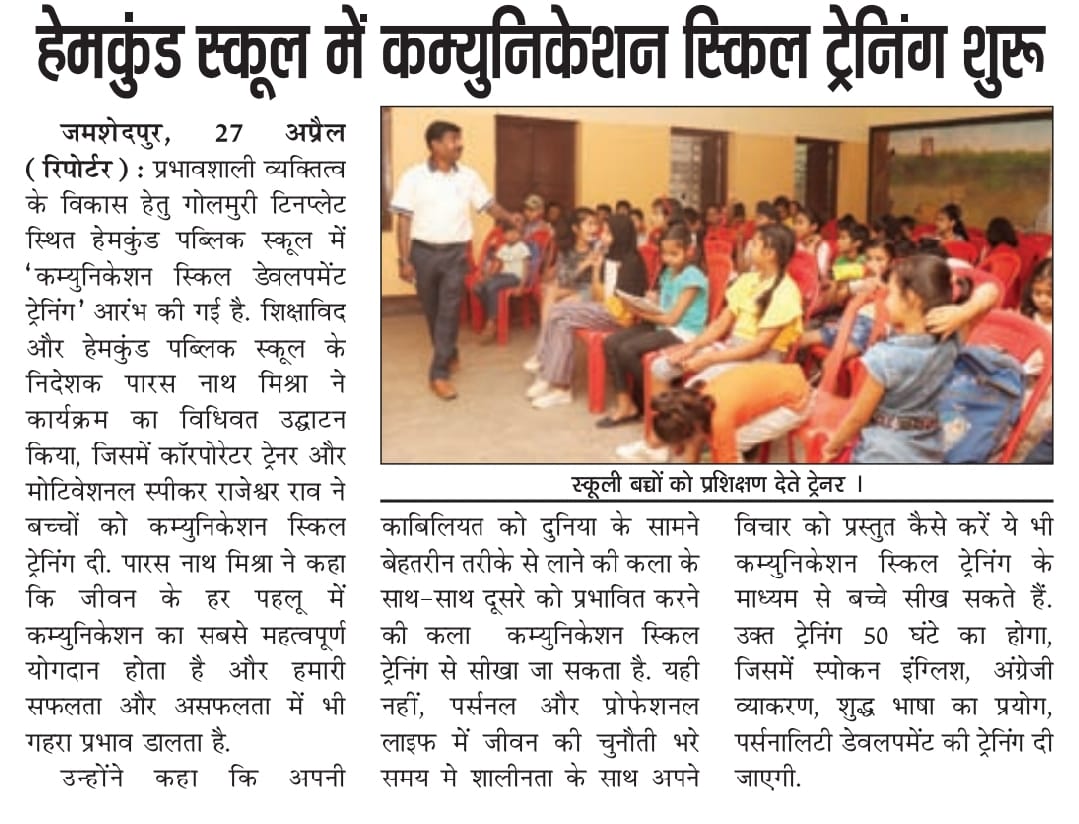 हेमकुंड स्कूल में कम्युनिकेशन स्किल ट्रेनिंग शुरू
जमशेदपुर, 27 अप्रैल
(रिपोर्टर) : प्रभावशाली व्यक्तित्व
के विकास हेतु गोलमुरी टिनप्लेट
स्थित हेमकुंड पब्लिक स्कूल में
‘कम्युनिकेशन स्किल डेवलपमेंट
ट्रेनिंग’ आरंभ की गई है. शिक्षाविद
और हेमकुंड पब्लिक स्कूल के
निदेशक पारस नाथ मिश्रा ने
कार्यक्रम का विधिवत उद्घाटन
किया, जिसमें कॉरपोरेटर ट्रेनर और
मोटिवेशनल स्पीकर राजेश्वर राव ने
बच्चों को कम्युनिकेशन स्किल
ट्रेनिंग दी. पारस नाथ मिश्रा ने कहा
कि जीवन के हर पहलू में
कम्युनिकेशन का सबसे महत्वपूर्ण
योगदान होता है और हमारी
सफलता और असफलता में भी
गहरा प्रभाव डालता है.
उन्होंने कहा कि अपनी
स्कूली बच्चों को प्रशिक्षण देते ट्रेनर ।
काबिलियत को दुनिया के सामने
बेहतरीन तरीके से लाने की कला के
साथ-साथ दूसरे को प्रभावित करने
की कला कम्युनिकेशन स्किल
ट्रेनिंग से सीखा जा सकता है. यही
नहीं, पर्सनल और प्रोफेशनल
लाइफ में जीवन की चुनौती भरे
समय मे शालीनता के साथ अपने
विचार को प्रस्तुत कैसे करें ये भी
कम्युनिकेशन स्किल ट्रेनिंग के
माध्यम से बच्चे सीख सकते हैं.
उक्त ट्रेनिंग 50 घंटे का होगा,
जिसमें स्पोकन इंग्लिश, अंग्रेजी
व्याकरण, शुद्ध भाषा का प्रयोग,
पर्सनालिटी डेवलपमेंट की ट्रेनिंग दी
जाएगी.